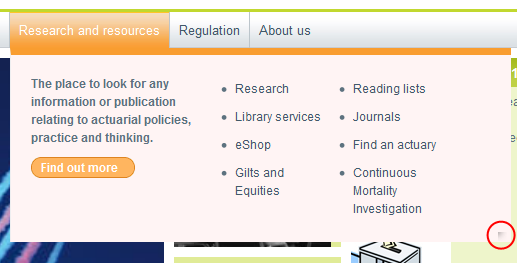 Research and resources Regulation About us
The place to look for any
information or publication
relating to actuarial policies,
practice and thinking.
Find out more
Research
Library services
eShop
Gilts and
Equities
Reading lists
Journals
Find an actuary
Continuous
Mortality
Investigation